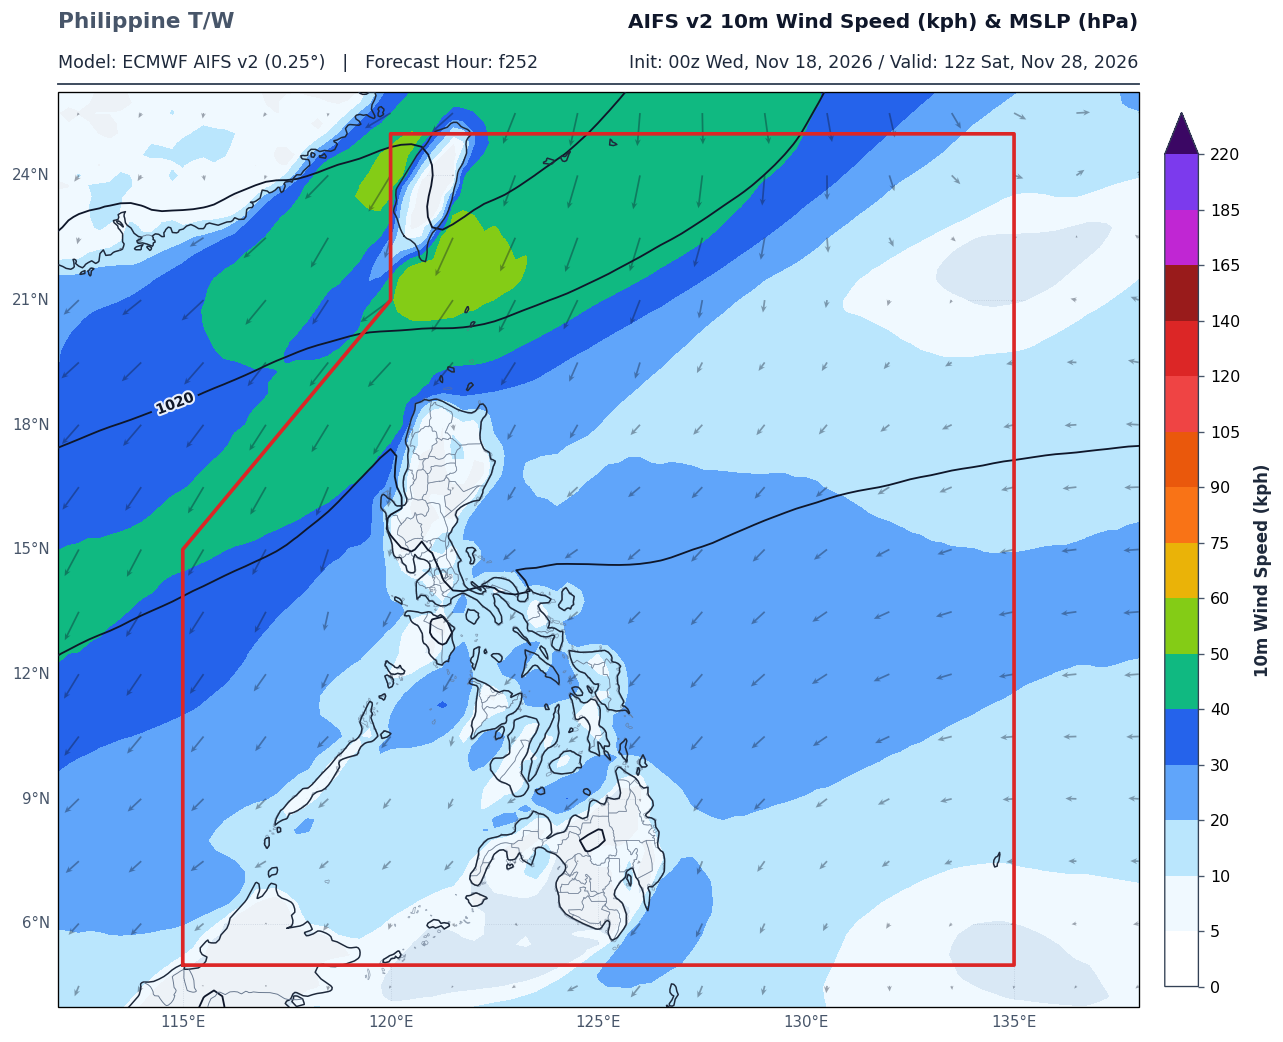 Philippine T/W
AIFS v2 10m Wind Speed (kph) & MSLP (hPa)
Model: ECMWF AIFS v2 (0.25°) | Forecast Hour: f252
Init: 00z Wed, Nov 18, 2026 / Valid: 12z Sat, Nov 28, 2026
24°N
21°N
18°N
15°N
12°N
9°N
6°N
1020
115°E
120°E
125°E
130°E
135°E
220
185
165
140
120
105
90
75
60
50
40
30
20
10
5
0
10m Wind Speed (kph)